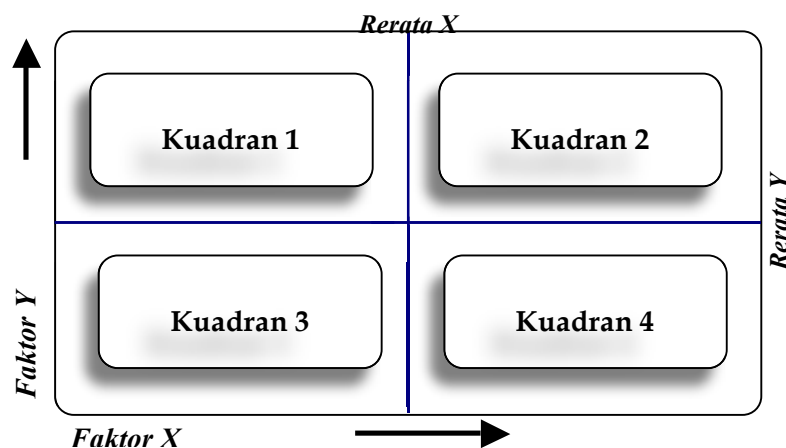 Rerata X
Kuadran 1
Kuadran 2
Rerata Y
Kuadran 3
Kuadran 4
Faktor Y
Faktor X